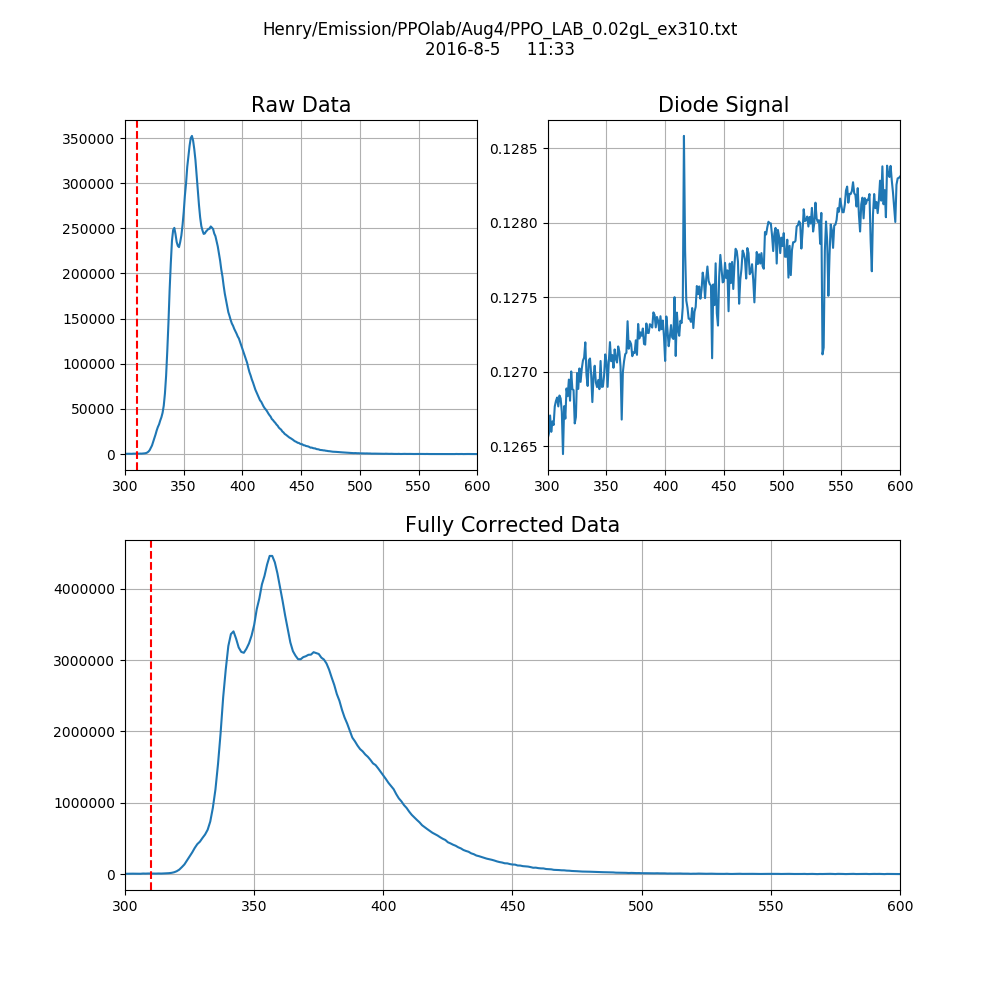 Henry/Emission/PPOlab/Aug4/PPO_LAB_0.02gL_ex310.txt
2016-8-5 11:33
Raw Data
350000
300000
250000
200000
150000
100000
50000
0
300 350 400 450 500 550 600
Diode Signal
0.1285
0.1280
0.1275
0.1270
0.1265
300 350 400 450 500 550 600
Fully Corrected Data
4000000
3000000
2000000
1000000
0
300 350 400 450 500 550 600